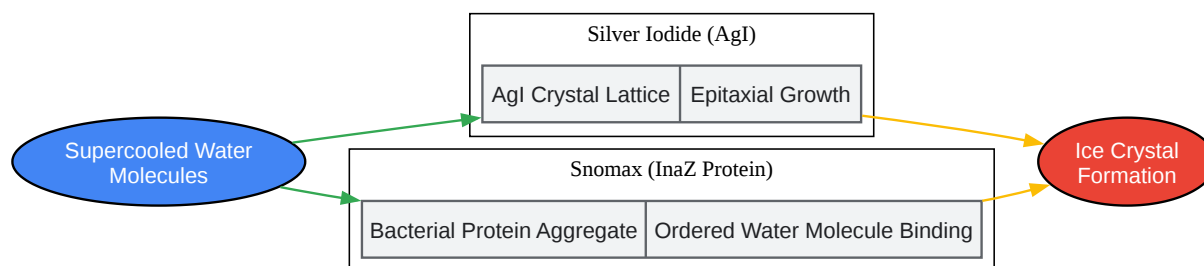 Supercooled Water
Molecules
Silver Iodide (AgI)
AgI Crystal Lattice
Epitaxial Growth
Snomax (InaZ Protein)
Bacterial Protein Aggregate
Ordered Water Molecule Binding
Ice Crystal
Formation